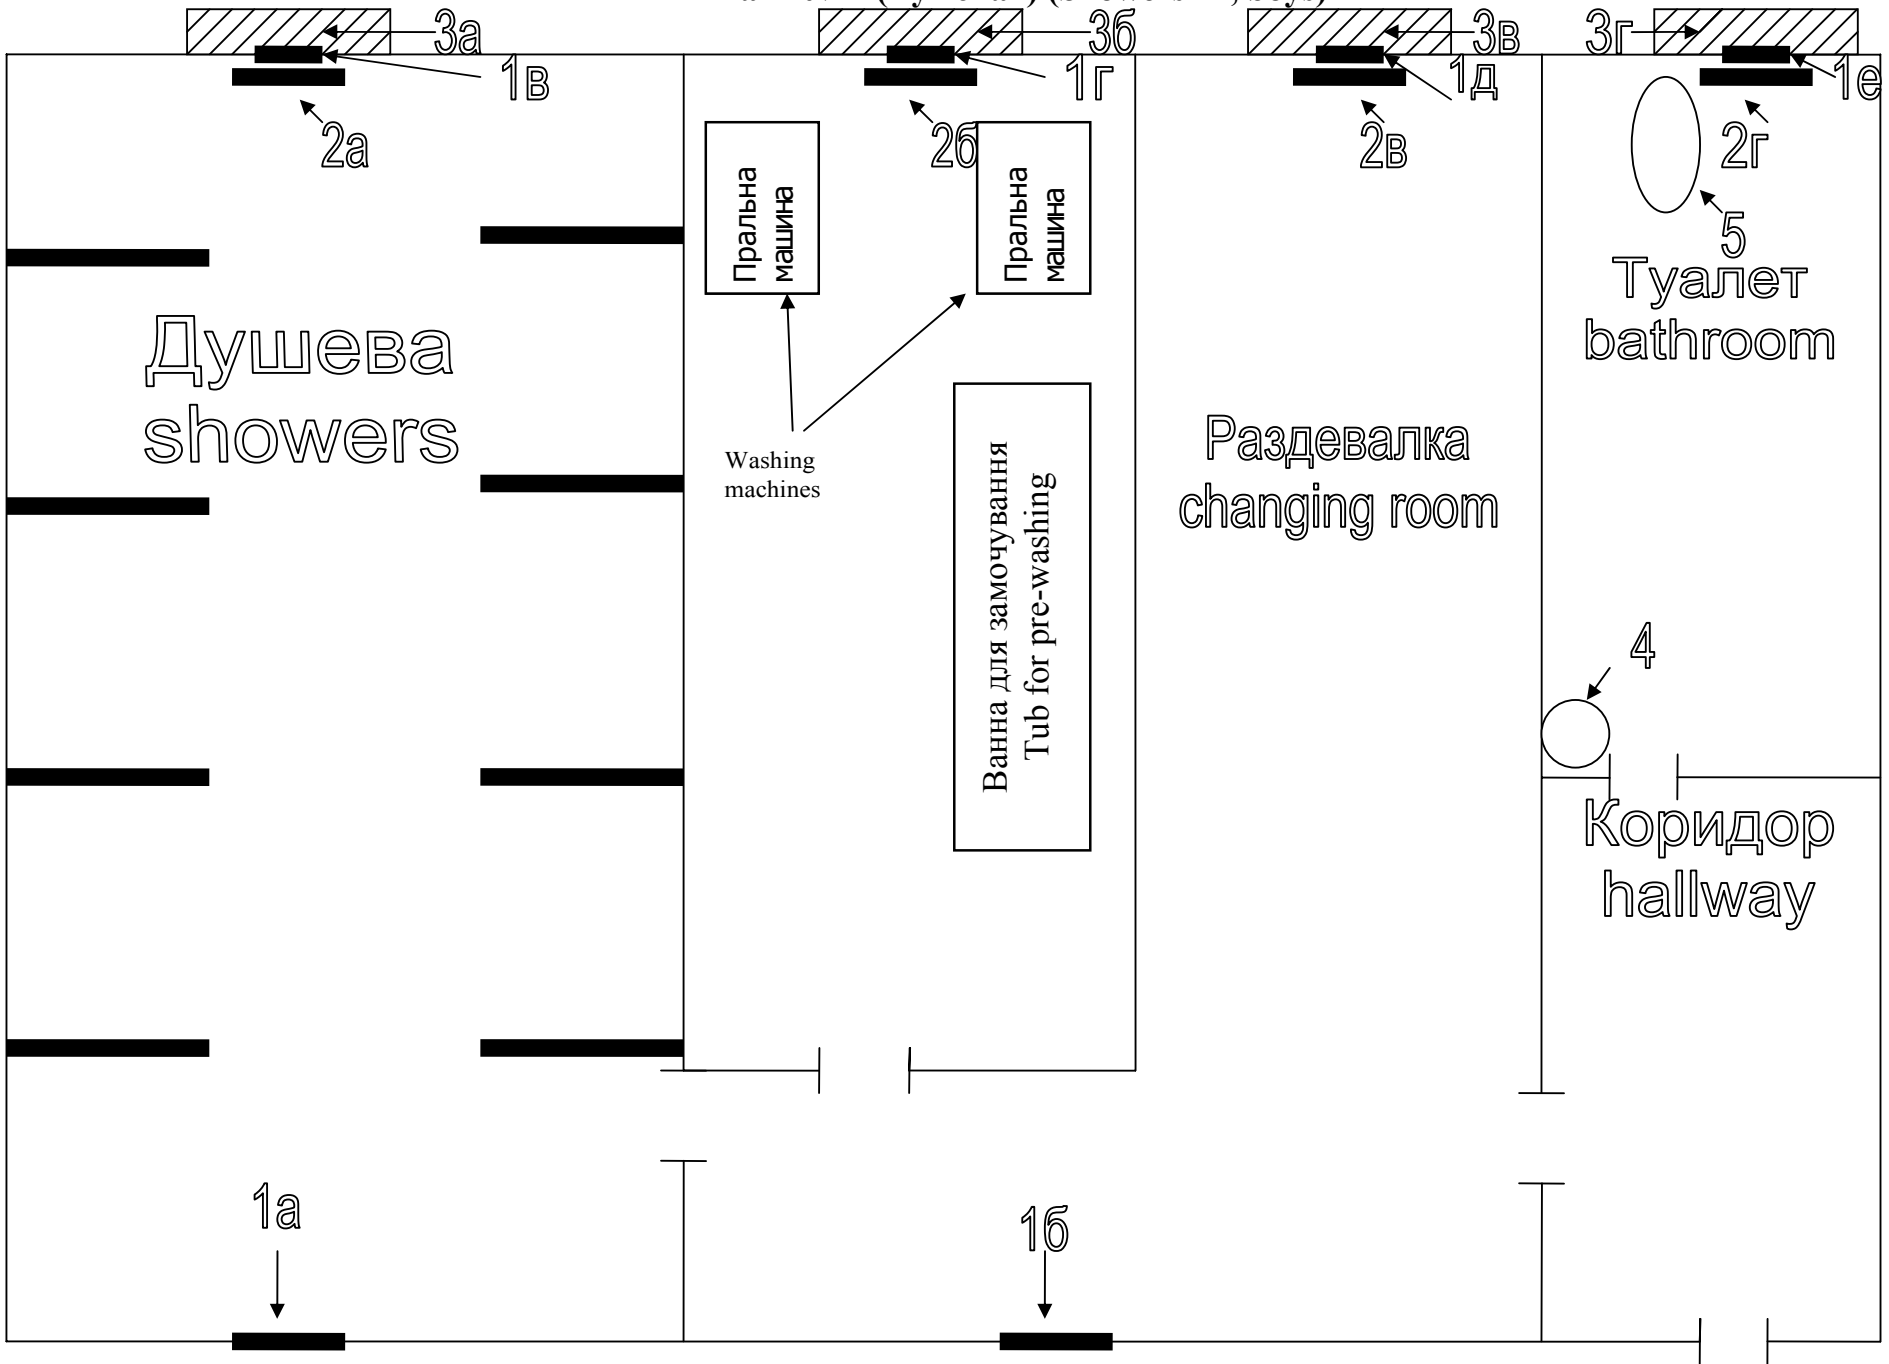 (showers
, boys)
3а
3б
3в
3г
1в
1г
1д
1е
2а
2б
2в
2г
Пральна
машина
Пральна
машина
5
Туалет
bathroom
Душева
showers
Washing
machines
Раздевалка
changing room
Ванна для замочування
Tub for pre-washing
4
Коридор
hallway
1а
1б